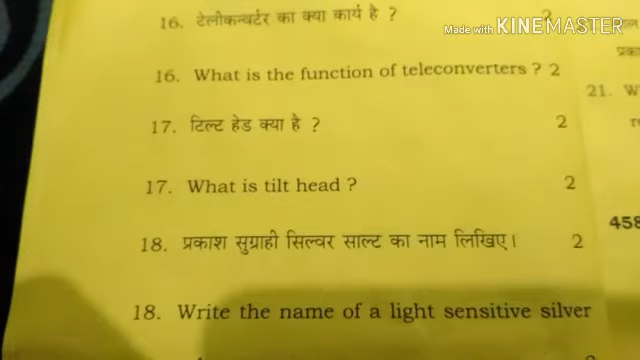 Made with KINEMASTER
16. टेलीकन्वर्टर का क्या कार्य है ?
16. What is the function of teleconverters ? 2
17. टिल्ट हेड क्या है ? 2
17. What is tilt head ? 2
18. प्रकाश सुग्राही सिल्वर साल्ट का नाम लिखिए। 2
18. Write the name of a light sensitive silver
21. W
458